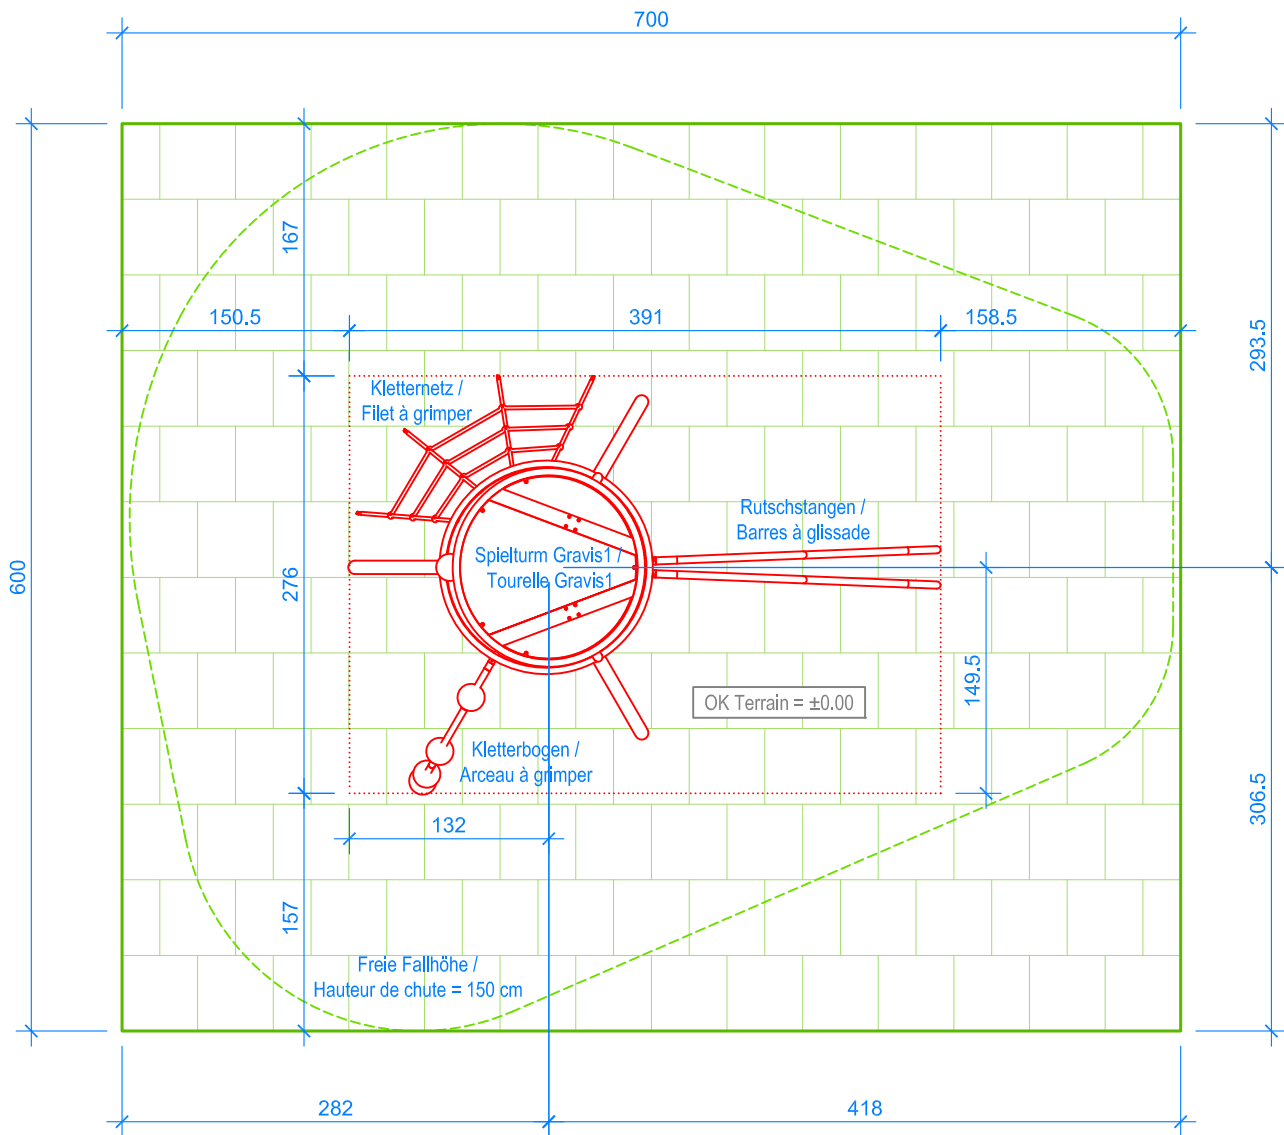 700
167
150.5
391
158.5
293.5
Kletternetz /
Filet à grimper
Rutschstangen /
Barres à glissade
Spielturm Gravis1 /
Tourelle Gravis1
600
276
149.5
OK Terrain = ±0.00
Kletterbogen /
Arceau à grimper
306.5
132
157
Freie Fallhöhe /
Hauteur de chute = 150 cm
282
418